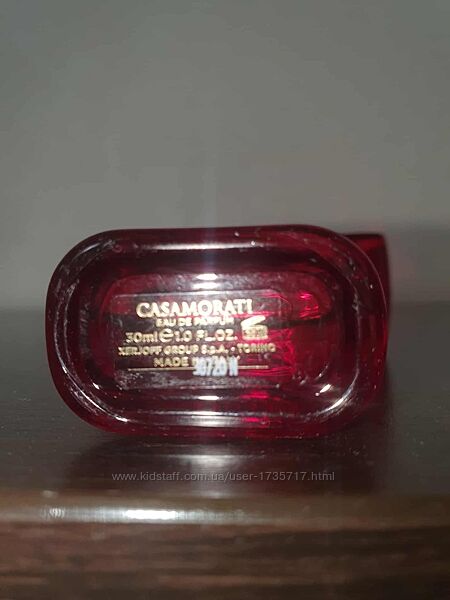 CASAMORATI
EAU DE PARFUM
30ml ℮ 1.0 FL.OZ.
XERJOFF GROUP S.p.A. - TORINO
MADE
www.kidstaff.com.ua/user-1735717.html